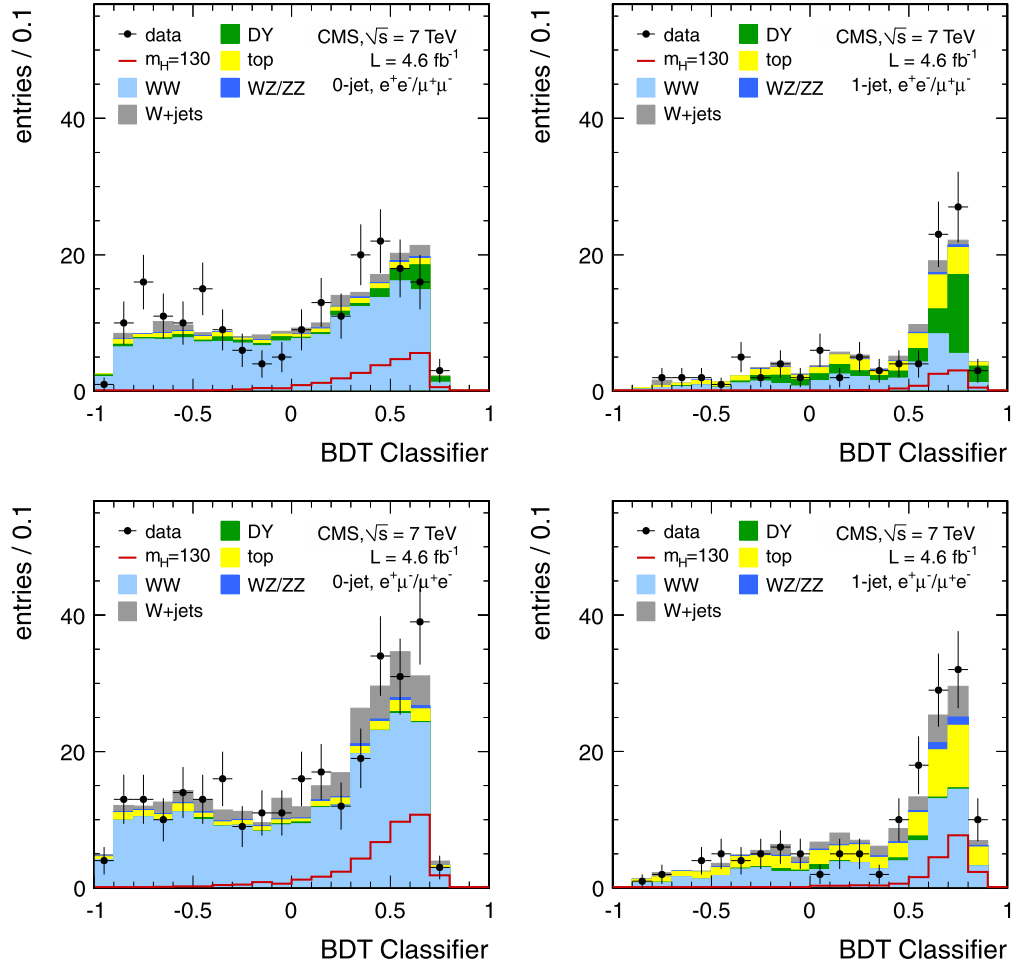 entries / 0.1
data
DY
CMS, √s = 7 TeV
m_H=130
top
L = 4.6 fb⁻¹
WW
WZ/ZZ
0-jet, e⁺e⁻/μ⁺μ⁻
W+jets
40
20
0
-1 -0.5 0 0.5 1
BDT Classifier
entries / 0.1
data
DY
CMS, √s = 7 TeV
m_H=130
top
L = 4.6 fb⁻¹
WW
WZ/ZZ
1-jet, e⁺e⁻/μ⁺μ⁻
W+jets
40
20
0
-1 -0.5 0 0.5 1
BDT Classifier
entries / 0.1
data
DY
CMS, √s = 7 TeV
m_H=130
top
L = 4.6 fb⁻¹
WW
WZ/ZZ
0-jet, e⁺μ⁻/μ⁺e⁻
W+jets
40
20
0
-1 -0.5 0 0.5 1
BDT Classifier
entries / 0.1
data
DY
CMS, √s = 7 TeV
m_H=130
top
L = 4.6 fb⁻¹
WW
WZ/ZZ
1-jet, e⁺μ⁻/μ⁺e⁻
W+jets
40
20
0
-1 -0.5 0 0.5 1
BDT Classifier